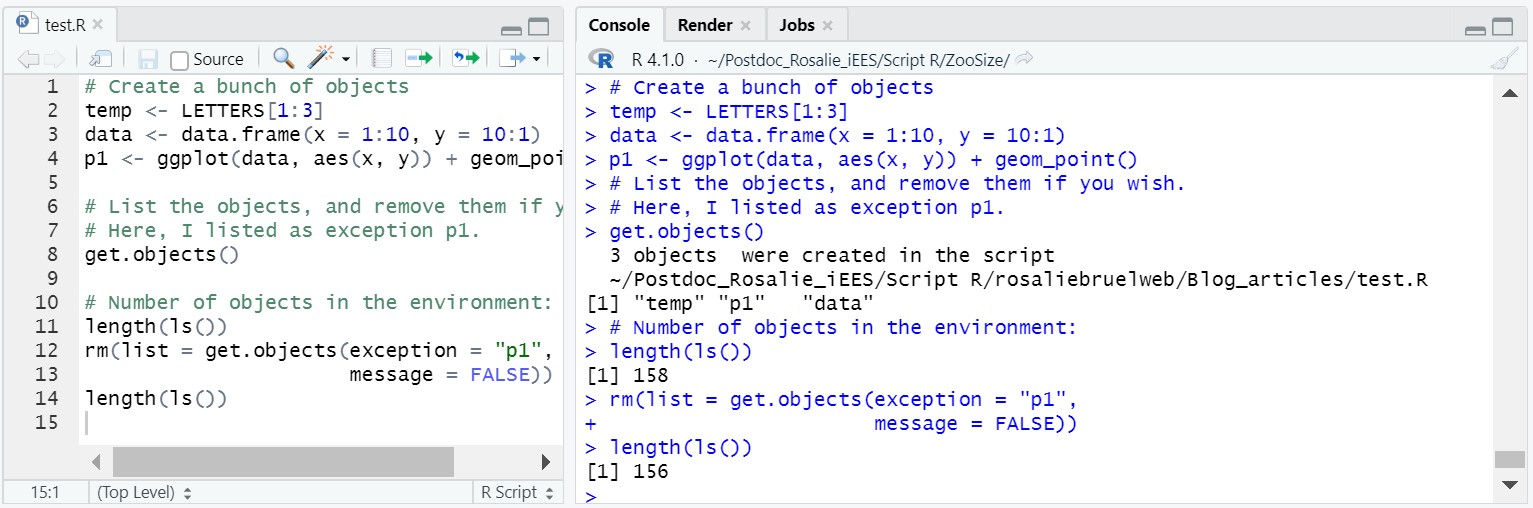 test.R
Source
1 # Create a bunch of objects
2 temp <- LETTERS[1:3]
3 data <- data.frame(x = 1:10, y = 10:1)
4 p1 <- ggplot(data, aes(x, y)) + geom_poi
5
6 # List the objects, and remove them if y
7 # Here, I listed as exception p1.
8 get.objects()
9
10 # Number of objects in the environment:
11 length(ls())
12 rm(list = get.objects(exception = "p1",
13                       message = FALSE))
14 length(ls())
15
15:1 (Top Level) R Script
Console Render Jobs
R 4.1.0 · ~/Postdoc_Rosalie_iEES/Script R/ZooSize/
> # Create a bunch of objects
> temp <- LETTERS[1:3]
> data <- data.frame(x = 1:10, y = 10:1)
> p1 <- ggplot(data, aes(x, y)) + geom_point()
> # List the objects, and remove them if you wish.
> # Here, I listed as exception p1.
> get.objects()
  3 objects  were created in the script
  ~/Postdoc_Rosalie_iEES/Script R/rosaliebruelweb/Blog_articles/test.R
[1] "temp" "p1"   "data"
> # Number of objects in the environment:
> length(ls())
[1] 158
> rm(list = get.objects(exception = "p1",
+                       message = FALSE))
> length(ls())
[1] 156
>